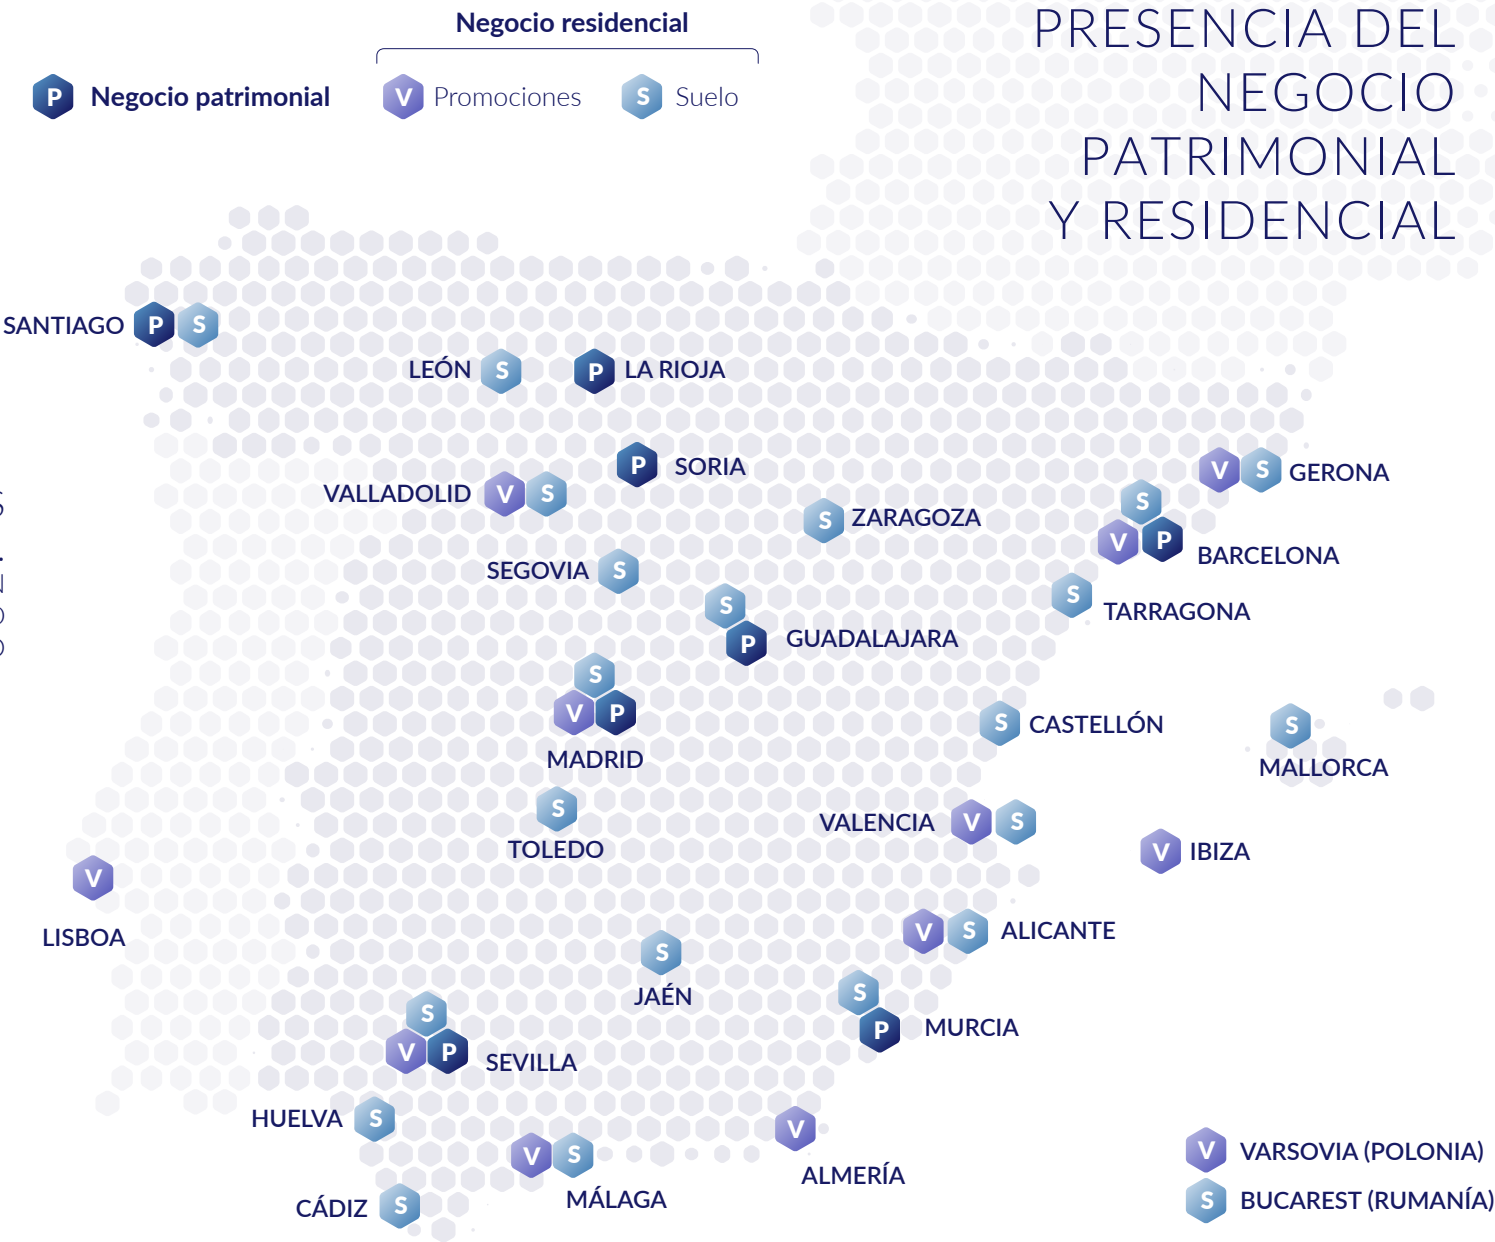 Negocio residencial
P Negocio patrimonial
V Promociones
S Suelo
PRESENCIA DEL
NEGOCIO
PATRIMONIAL
Y RESIDENCIAL
SANTIAGO P S
LEÓN S
P LA RIOJA
P SORIA
VALLADOLID V S
S ZARAGOZA
V S GERONA
S
V P
BARCELONA
SEGOVIA S
S
TARRAGONA
S
P GUADALAJARA
S
V P
MADRID
S CASTELLÓN
S
MALLORCA
S
TOLEDO
VALENCIA V S
V IBIZA
V
LISBOA
V S ALICANTE
S
JAÉN
S
P MURCIA
S
V P SEVILLA
HUELVA S
V
ALMERÍA
V S
MÁLAGA
CÁDIZ S
V VARSOVIA (POLONIA)
S BUCAREST (RUMANÍA)